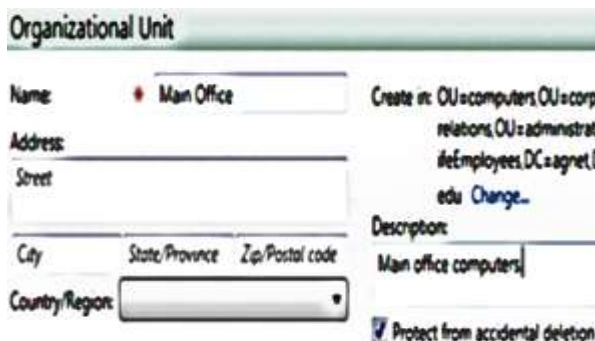 Organizational Unit
Name: Main Office
Address:
Street
City State/Province Zip/Postal code
Country/Region:
Create in: OU=computers,OU=corp
relations,OU=administrat
ifeEmployees,DC=agnet,
edu Change...
Description:
Main office computers
Protect from accidental deletion